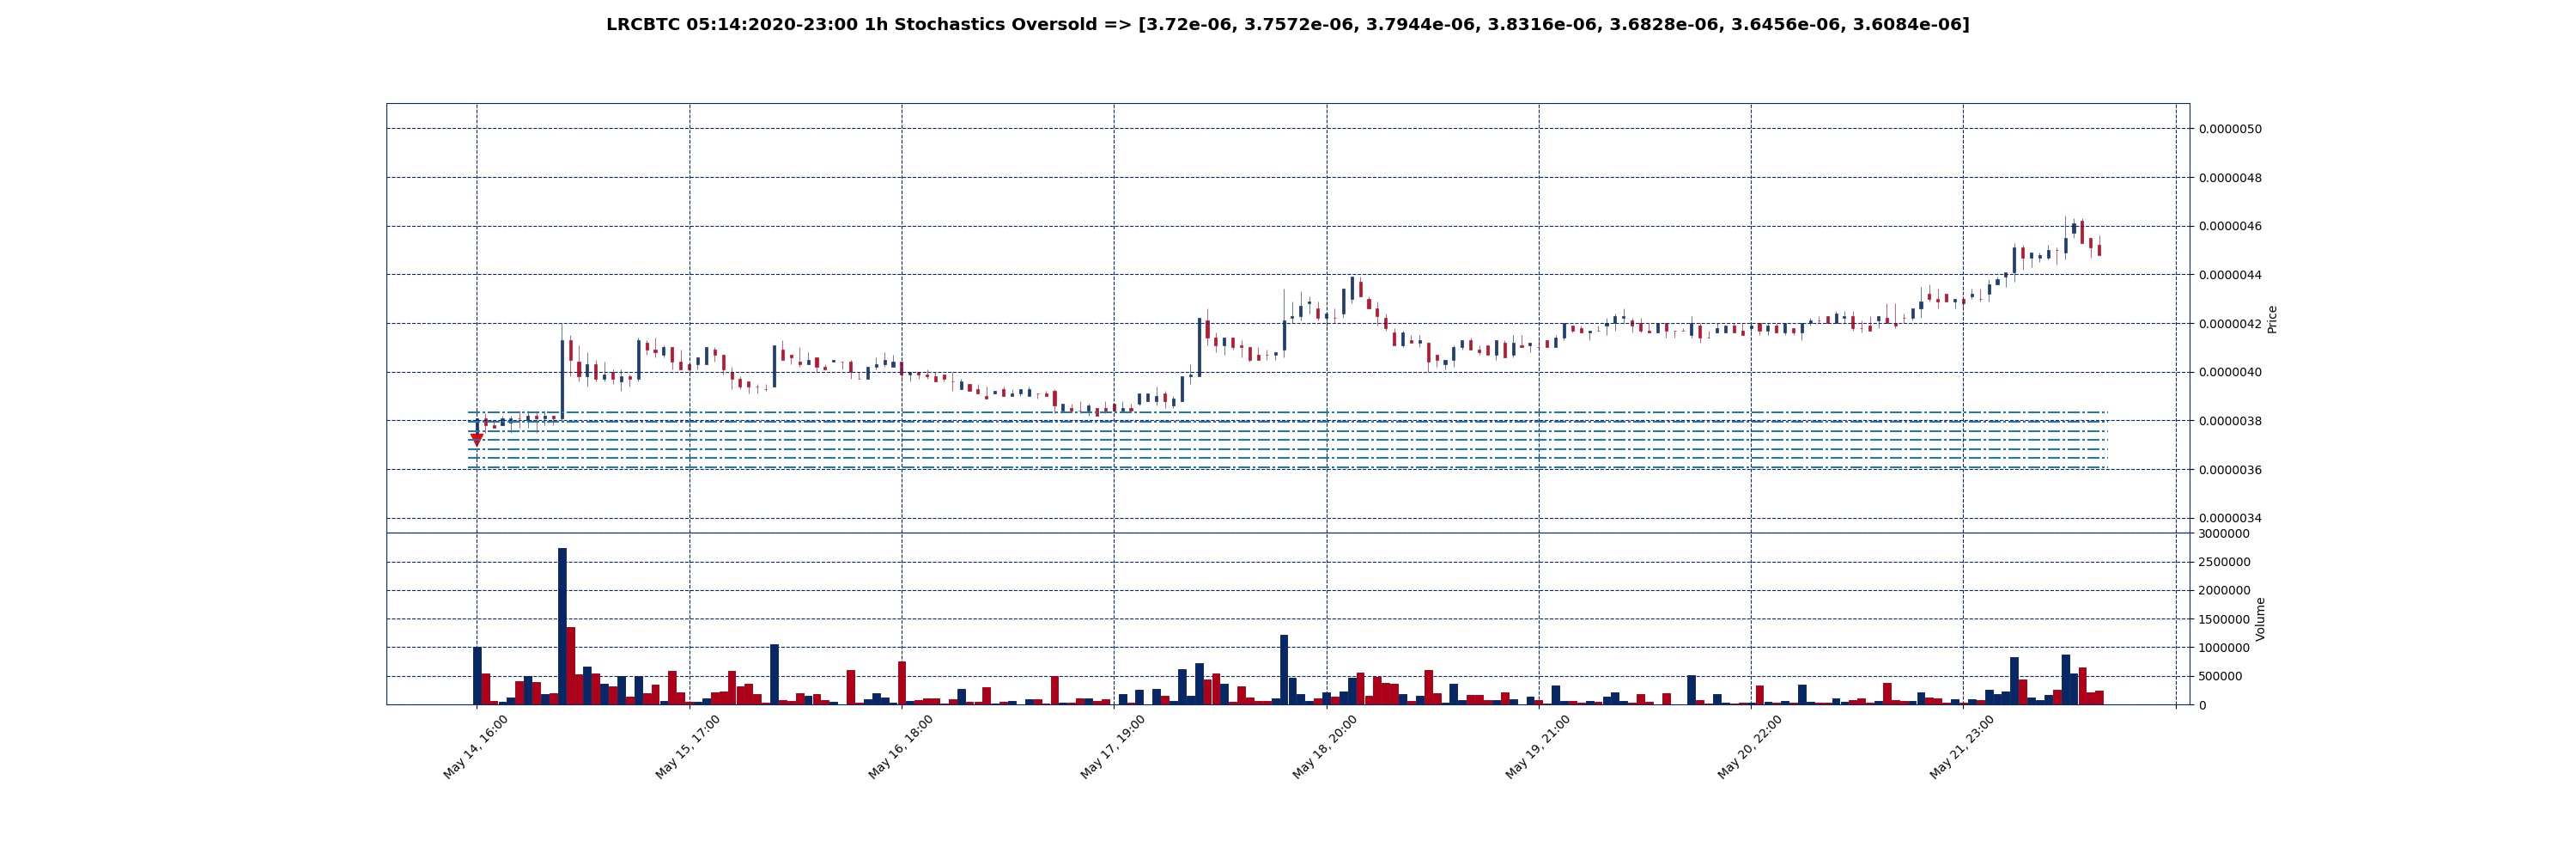 LRCBTC 05:14:2020-23:00 1h Stochastics Oversold => [3.72e-06, 3.7572e-06, 3.7944e-06, 3.8316e-06, 3.6828e-06, 3.6456e-06, 3.6084e-06]
0.0000050
0.0000048
0.0000046
0.0000044
0.0000042
0.0000040
0.0000038
0.0000036
0.0000034
Price
3000000
2500000
2000000
1500000
1000000
500000
0
Volume
May 14, 16:00
May 15, 17:00
May 16, 18:00
May 17, 19:00
May 18, 20:00
May 19, 21:00
May 20, 22:00
May 21, 23:00